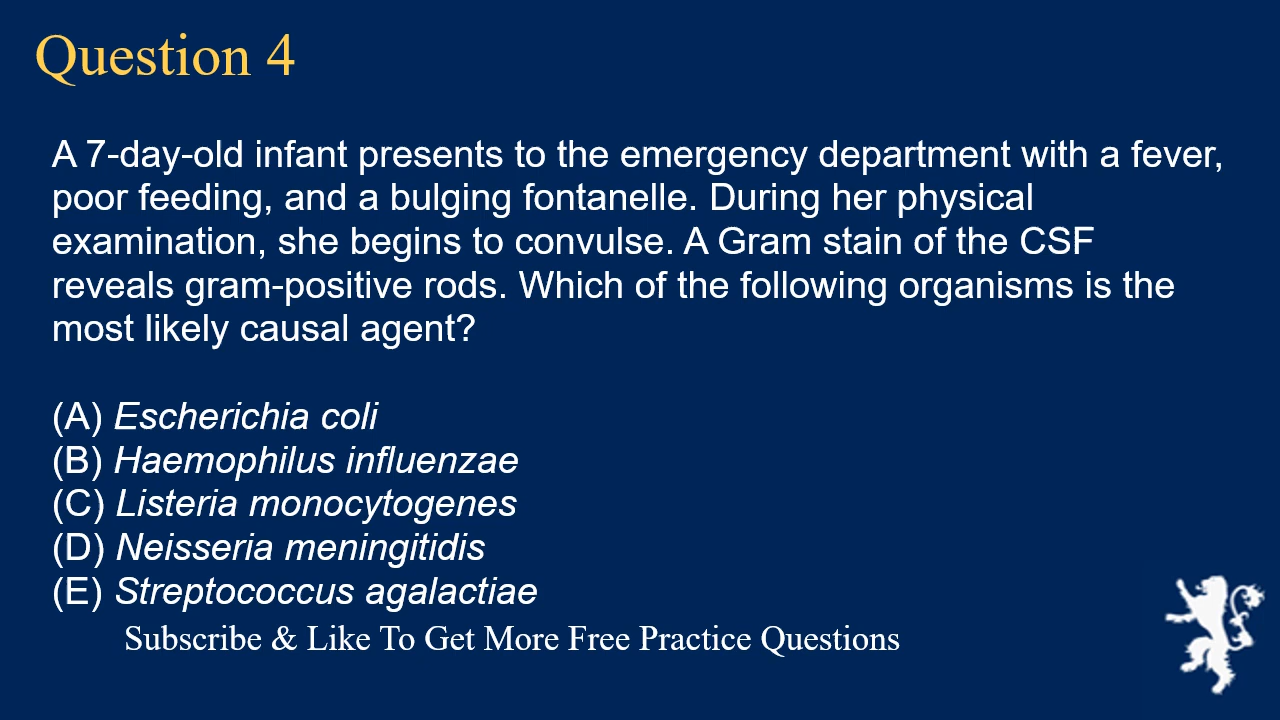 Question 4
A 7-day-old infant presents to the emergency department with a fever,
poor feeding, and a bulging fontanelle. During her physical
examination, she begins to convulse. A Gram stain of the CSF
reveals gram-positive rods. Which of the following organisms is the
most likely causal agent?
(A) Escherichia coli
(B) Haemophilus influenzae
(C) Listeria monocytogenes
(D) Neisseria meningitidis
(E) Streptococcus agalactiae
Subscribe & Like To Get More Free Practice Questions